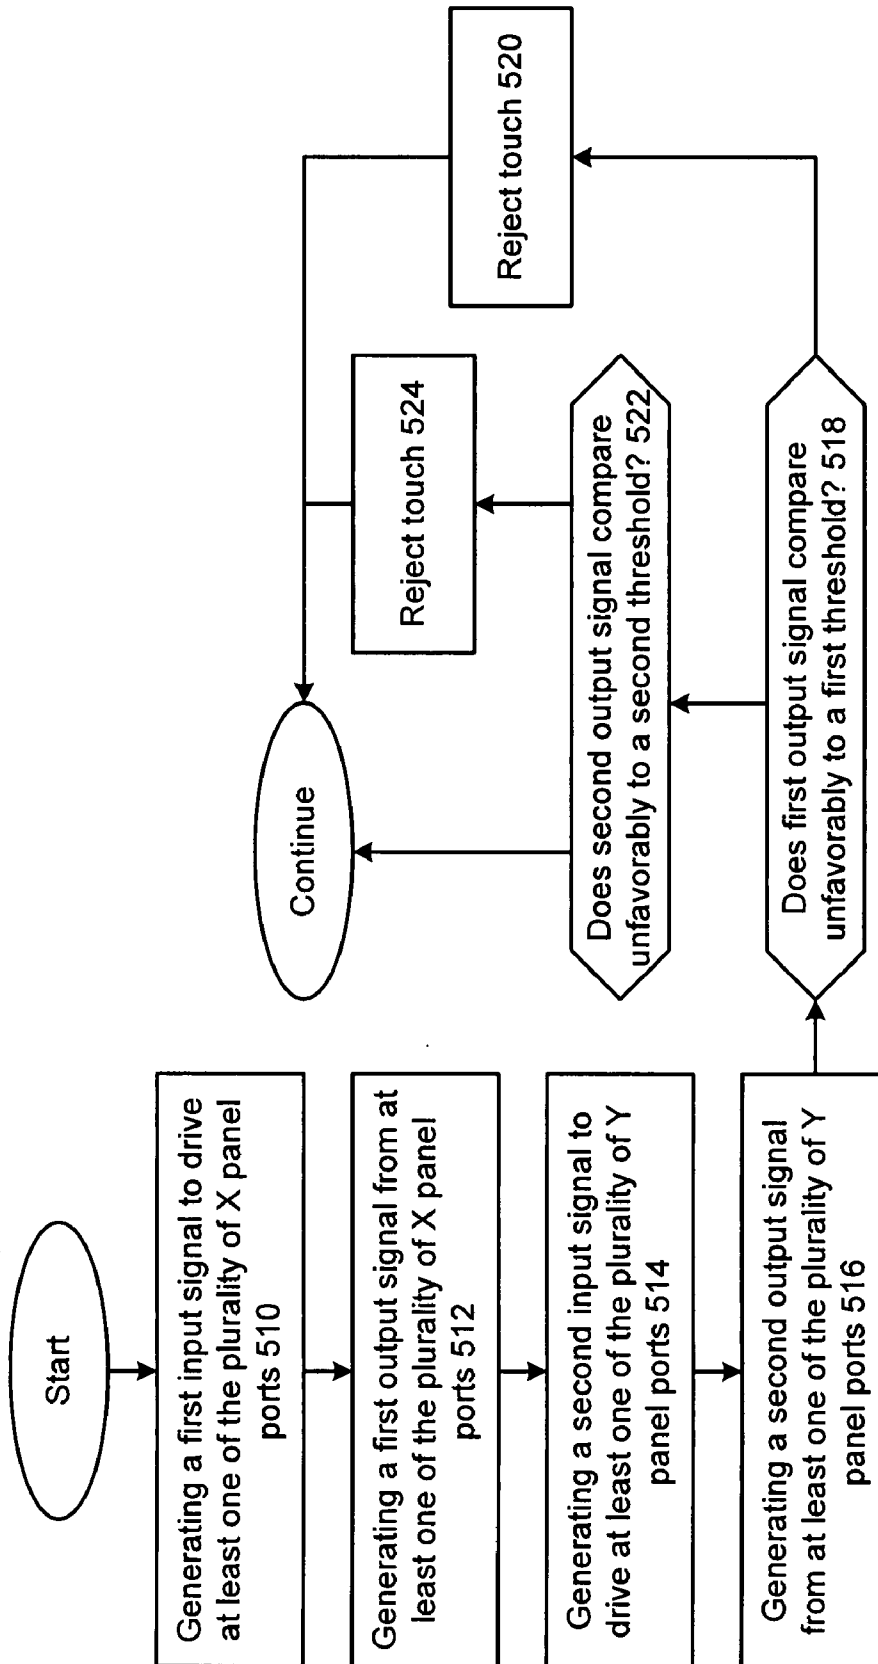 Start
Generating a first input signal to drive
at least one of the plurality of X panel
ports 510
Generating a first output signal from at
least one of the plurality of X panel
ports 512
Generating a second input signal to
drive at least one of the plurality of Y
panel ports 514
Generating a second output signal
from at least one of the plurality of Y
panel ports 516
Does first output signal compare
unfavorably to a first threshold? 518
Reject touch 520
Does second output signal compare
unfavorably to a second threshold? 522
Reject touch 524
Continue